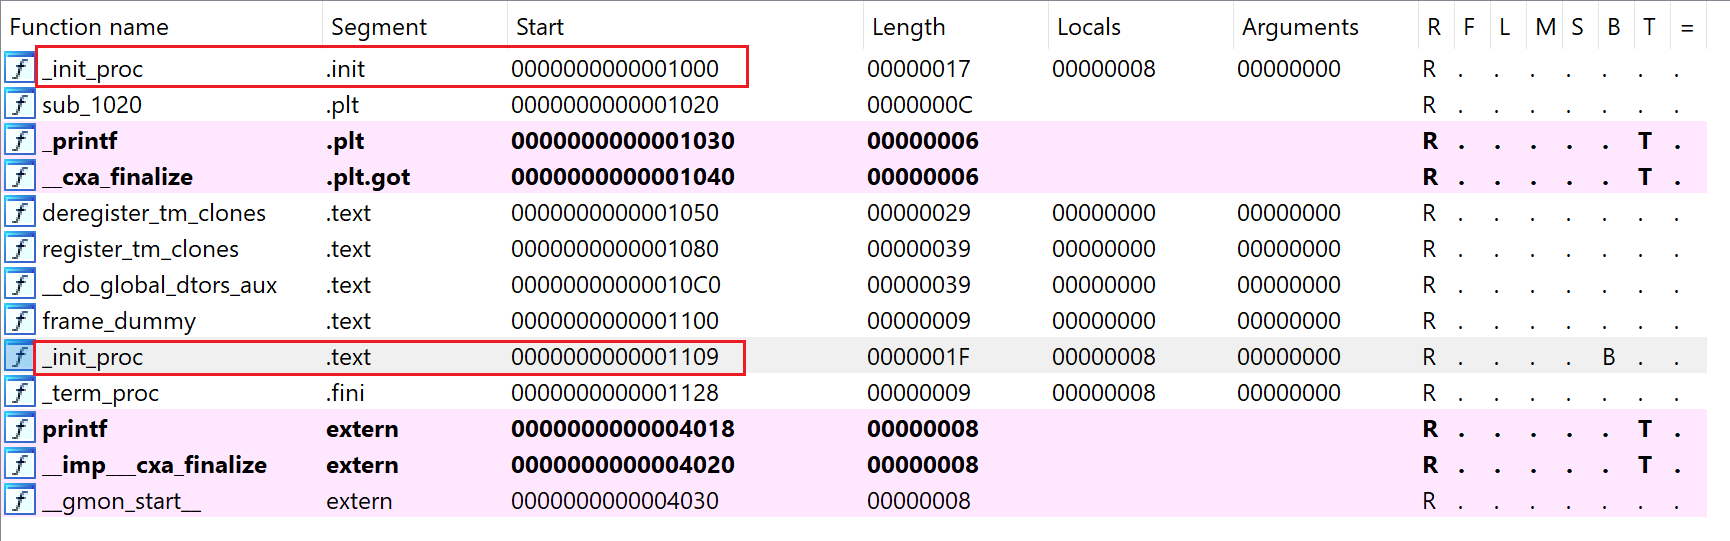 Function name Segment Start Length Locals Arguments R F L M S B T =
f _init_proc .init 0000000000001000 00000017 00000008 00000000 R . . . . . . .
f sub_1020 .plt 0000000000001020 0000000C R . . . . . . .
f _printf .plt 0000000000001030 00000006 R . . . . . T .
f __cxa_finalize .plt.got 0000000000001040 00000006 R . . . . . T .
f deregister_tm_clones .text 0000000000001050 00000029 00000000 00000000 R . . . . . . .
f register_tm_clones .text 0000000000001080 00000039 00000000 00000000 R . . . . . . .
f __do_global_dtors_aux .text 00000000000010C0 00000039 00000000 00000000 R . . . . . . .
f frame_dummy .text 0000000000001100 00000009 00000000 00000000 R . . . . . . .
f _init_proc .text 0000000000001109 0000001F 00000008 00000000 R . . . . B . .
f _term_proc .fini 0000000000001128 00000009 00000008 00000000 R . . . . . . .
f printf extern 0000000000004018 00000008 R . . . . . T .
f __imp___cxa_finalize extern 0000000000004020 00000008 R . . . . . T .
f __gmon_start__ extern 0000000000004030 00000008 R . . . . . . .